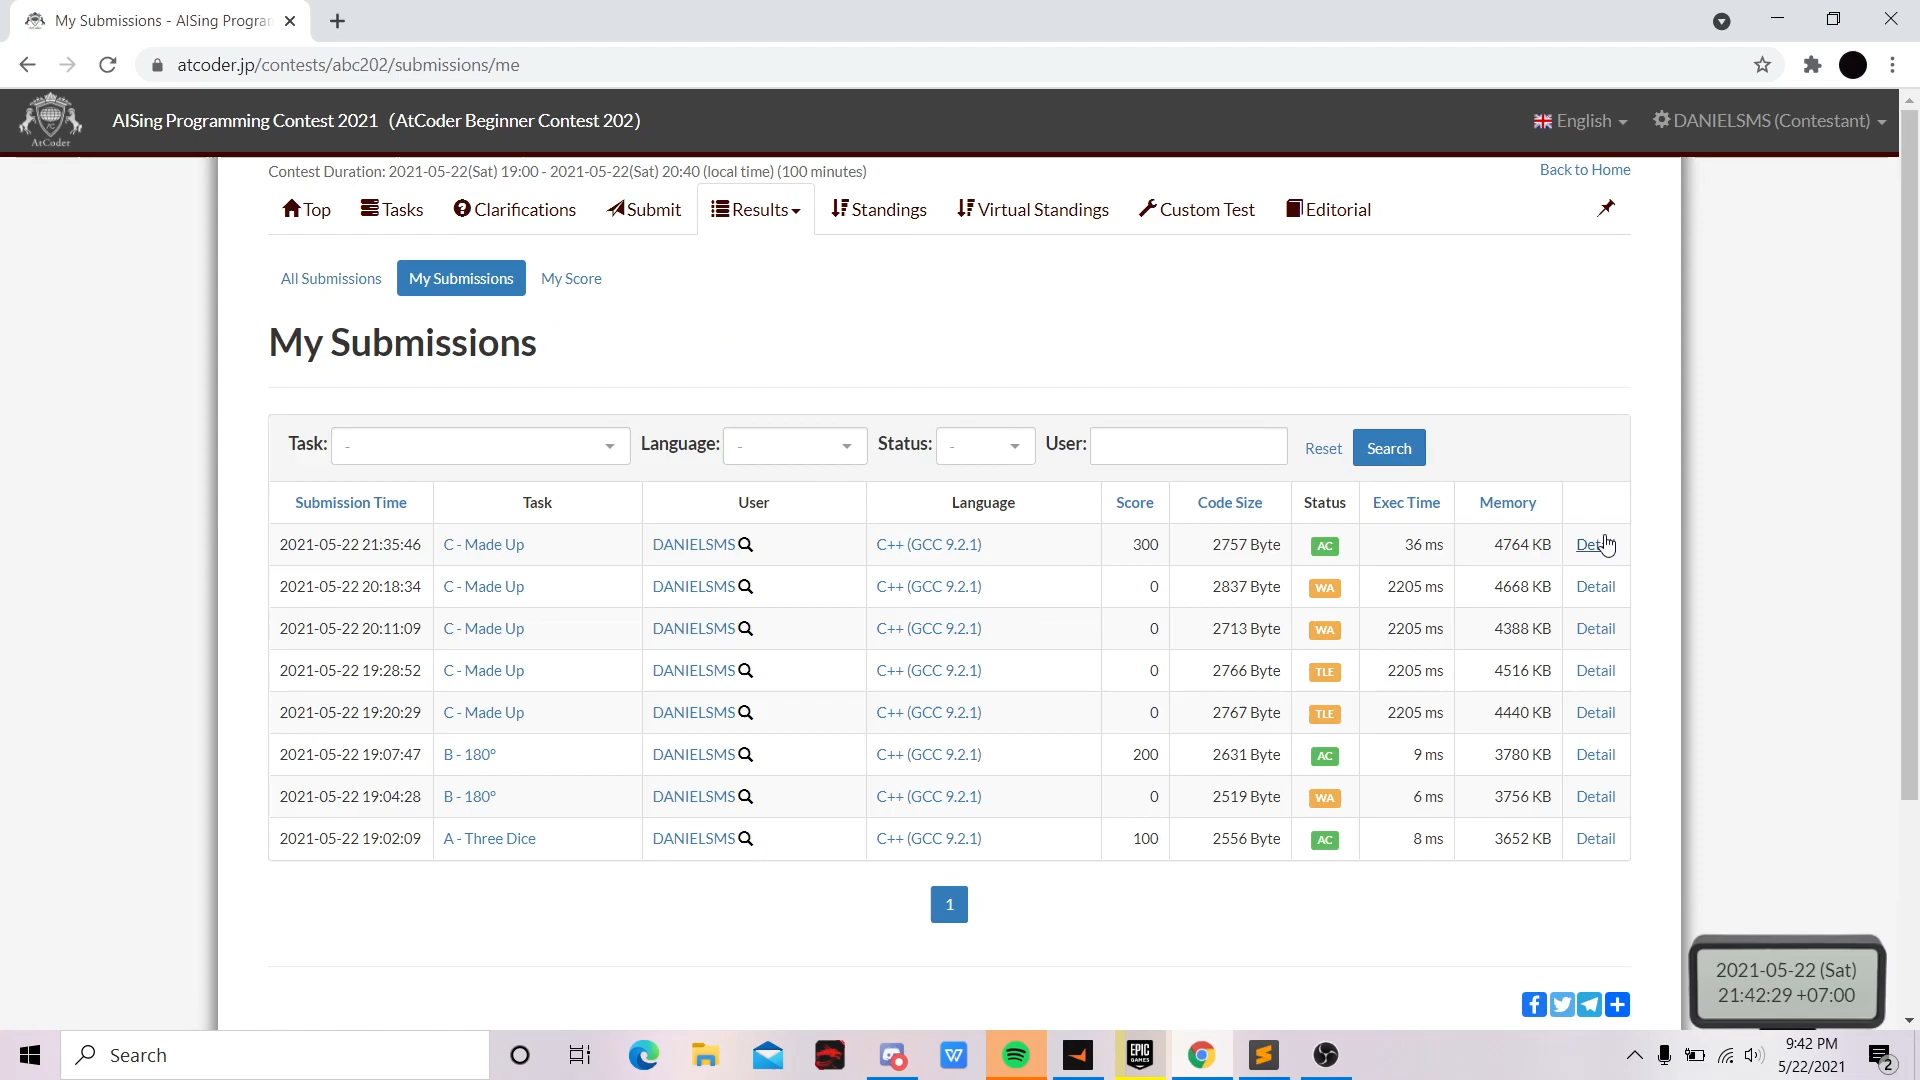 My Submissions - AISing Progra
atcoder.jp/contests/abc202/submissions/me
AtCoder
AISing Programming Contest 2021 (AtCoder Beginner Contest 202)
English
DANIELSMS (Contestant)
Contest Duration: 2021-05-22(Sat) 19:00 - 2021-05-22(Sat) 20:40 (local time) (100 minutes)
Back to Home
Top Tasks Clarifications Submit Results Standings Virtual Standings Custom Test Editorial
All Submissions My Submissions My Score
My Submissions
Task: - Language: - Status: - User: Reset Search
Submission Time Task User Language Score Code Size Status Exec Time Memory
2021-05-22 21:35:46 C - Made Up DANIELSMS C++ (GCC 9.2.1) 300 2757 Byte AC 36 ms 4764 KB
2021-05-22 20:18:34 C - Made Up DANIELSMS C++ (GCC 9.2.1) 0 2837 Byte WA 2205 ms 4668 KB Detail
2021-05-22 20:11:09 C - Made Up DANIELSMS C++ (GCC 9.2.1) 0 2713 Byte WA 2205 ms 4388 KB Detail
2021-05-22 19:28:52 C - Made Up DANIELSMS C++ (GCC 9.2.1) 0 2766 Byte TLE 2205 ms 4516 KB Detail
2021-05-22 19:20:29 C - Made Up DANIELSMS C++ (GCC 9.2.1) 0 2767 Byte TLE 2205 ms 4440 KB Detail
2021-05-22 19:07:47 B - 180° DANIELSMS C++ (GCC 9.2.1) 200 2631 Byte AC 9 ms 3780 KB Detail
2021-05-22 19:04:28 B - 180° DANIELSMS C++ (GCC 9.2.1) 0 2519 Byte WA 6 ms 3756 KB Detail
2021-05-22 19:02:09 A - Three Dice DANIELSMS C++ (GCC 9.2.1) 100 2556 Byte AC 8 ms 3652 KB Detail
1
2021-05-22 (Sat)
21:42:29 +07:00
Search
EPIC
GAMES
9:42 PM
5/22/2021
2